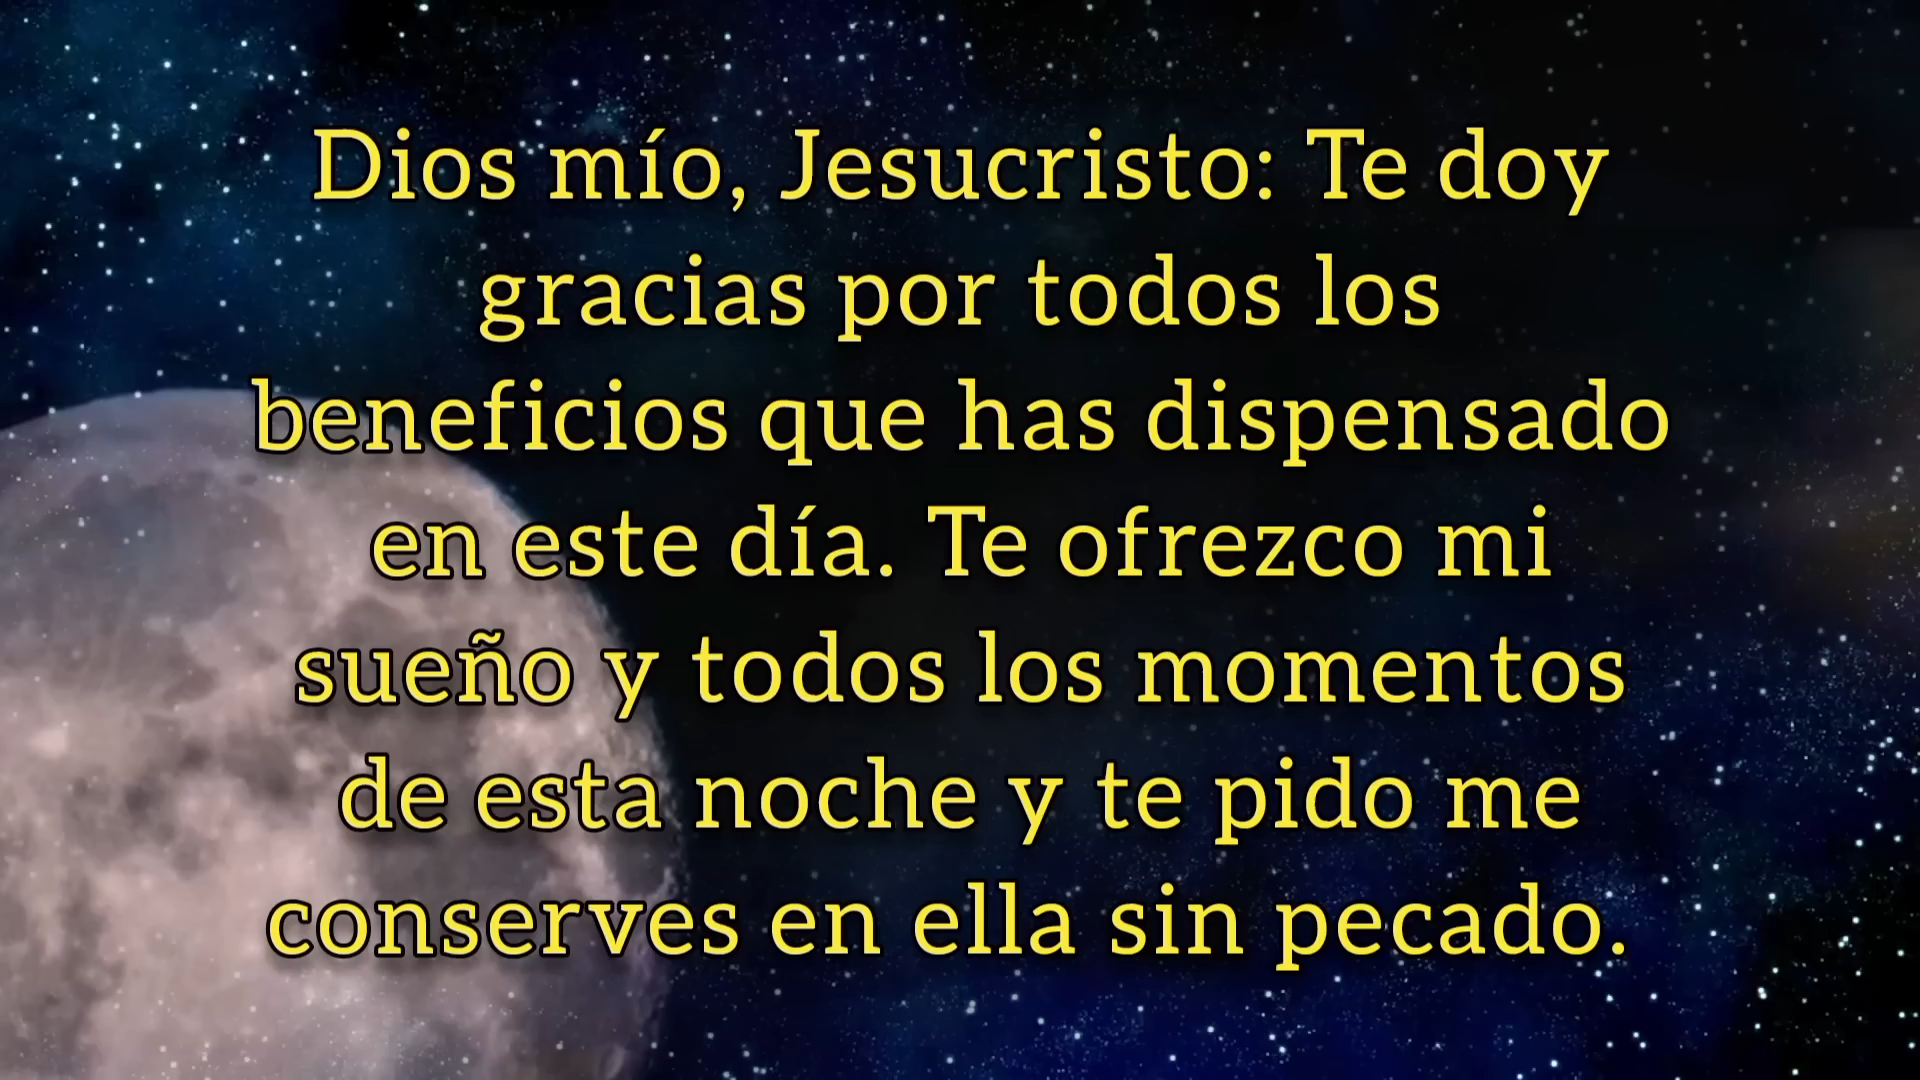 Dios mío, Jesucristo: Te doy
gracias por todos los
beneficios que has dispensado
en este día. Te ofrezco mi
sueño y todos los momentos
de esta noche y te pido me
conserves en ella sin pecado.